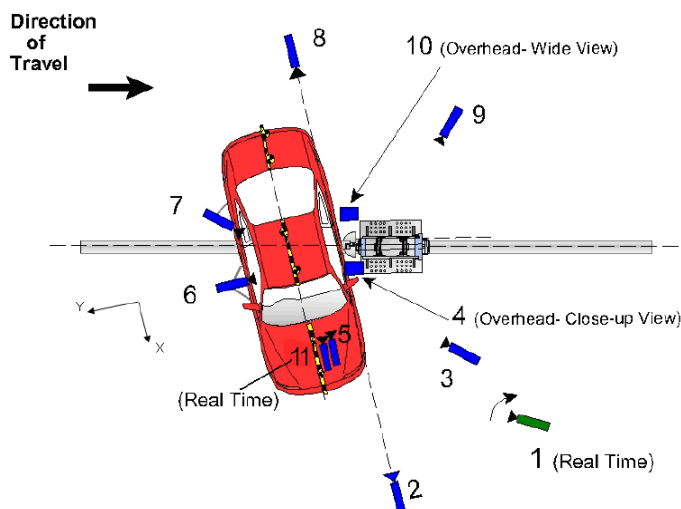 Direction
of
Travel
8
10 (Overhead- Wide View)
9
7
6
Y
X
4 (Overhead- Close-up View)
5
11
3
(Real Time)
1 (Real Time)
2